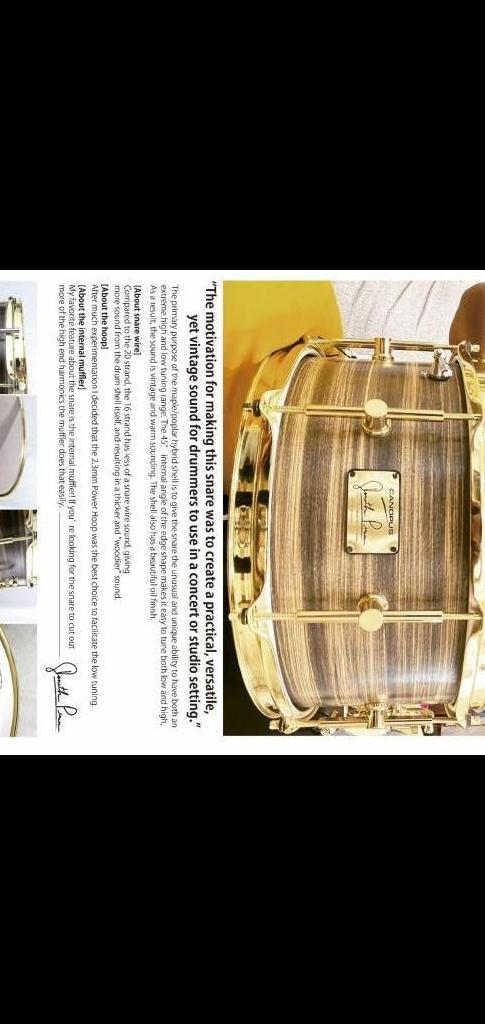 CANOPUS
"The motivation for making this snare was to create a practical, versatile,
yet vintage sound for drummers to use in a concert or studio setting."
The primary purpose of the maple/poplar hybrid shell is to give the snare the unusual and unique ability to have both an
extreme high and low tuning range. The 45° internal angle of the edge shape makes it easy to tune both low and high.
As a result, the sound is vintage and warm sounding. The shell also has a beautiful oil finish.
[About snare wire]
Compared to the 20 strand, the 16 strand has less of a snare wire sound, giving
more sound from the drum shell itself, and resulting in a thicker and "woodier" sound.
[About the hoop]
After much experimentation I decided that the 2.3mm Power Hoop was the best choice to facilitate the low tuning.
[About the internal muffler]
My favorite feature about the snare is the internal muffler! If you're looking for the snare to cut out
more of the high end harmonics the muffler does that easily.